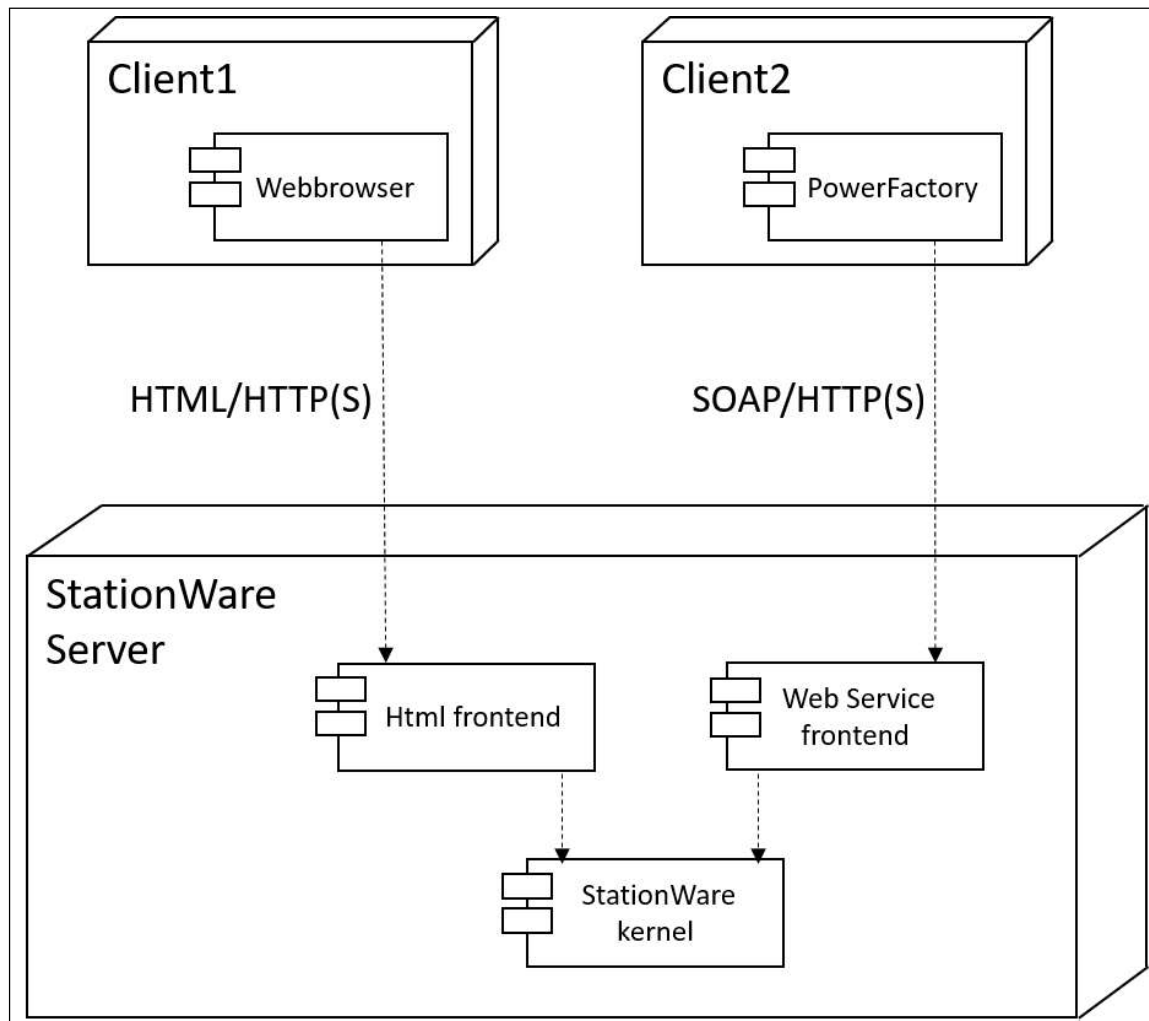 Client1
Client2
Webbrowser
PowerFactory
HTML/HTTP(S)
SOAP/HTTP(S)
StationWare
Server
Html frontend
Web Service
frontend
StationWare
kernel